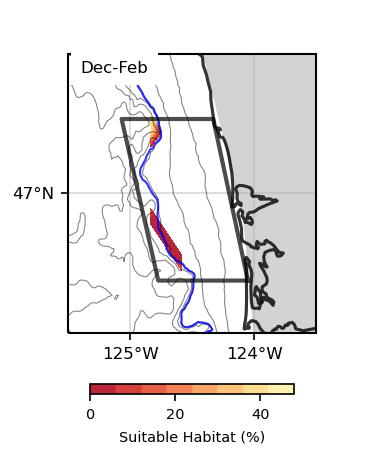 Dec-Feb
47°N
125°W 124°W
0 20 40
Suitable Habitat (%)